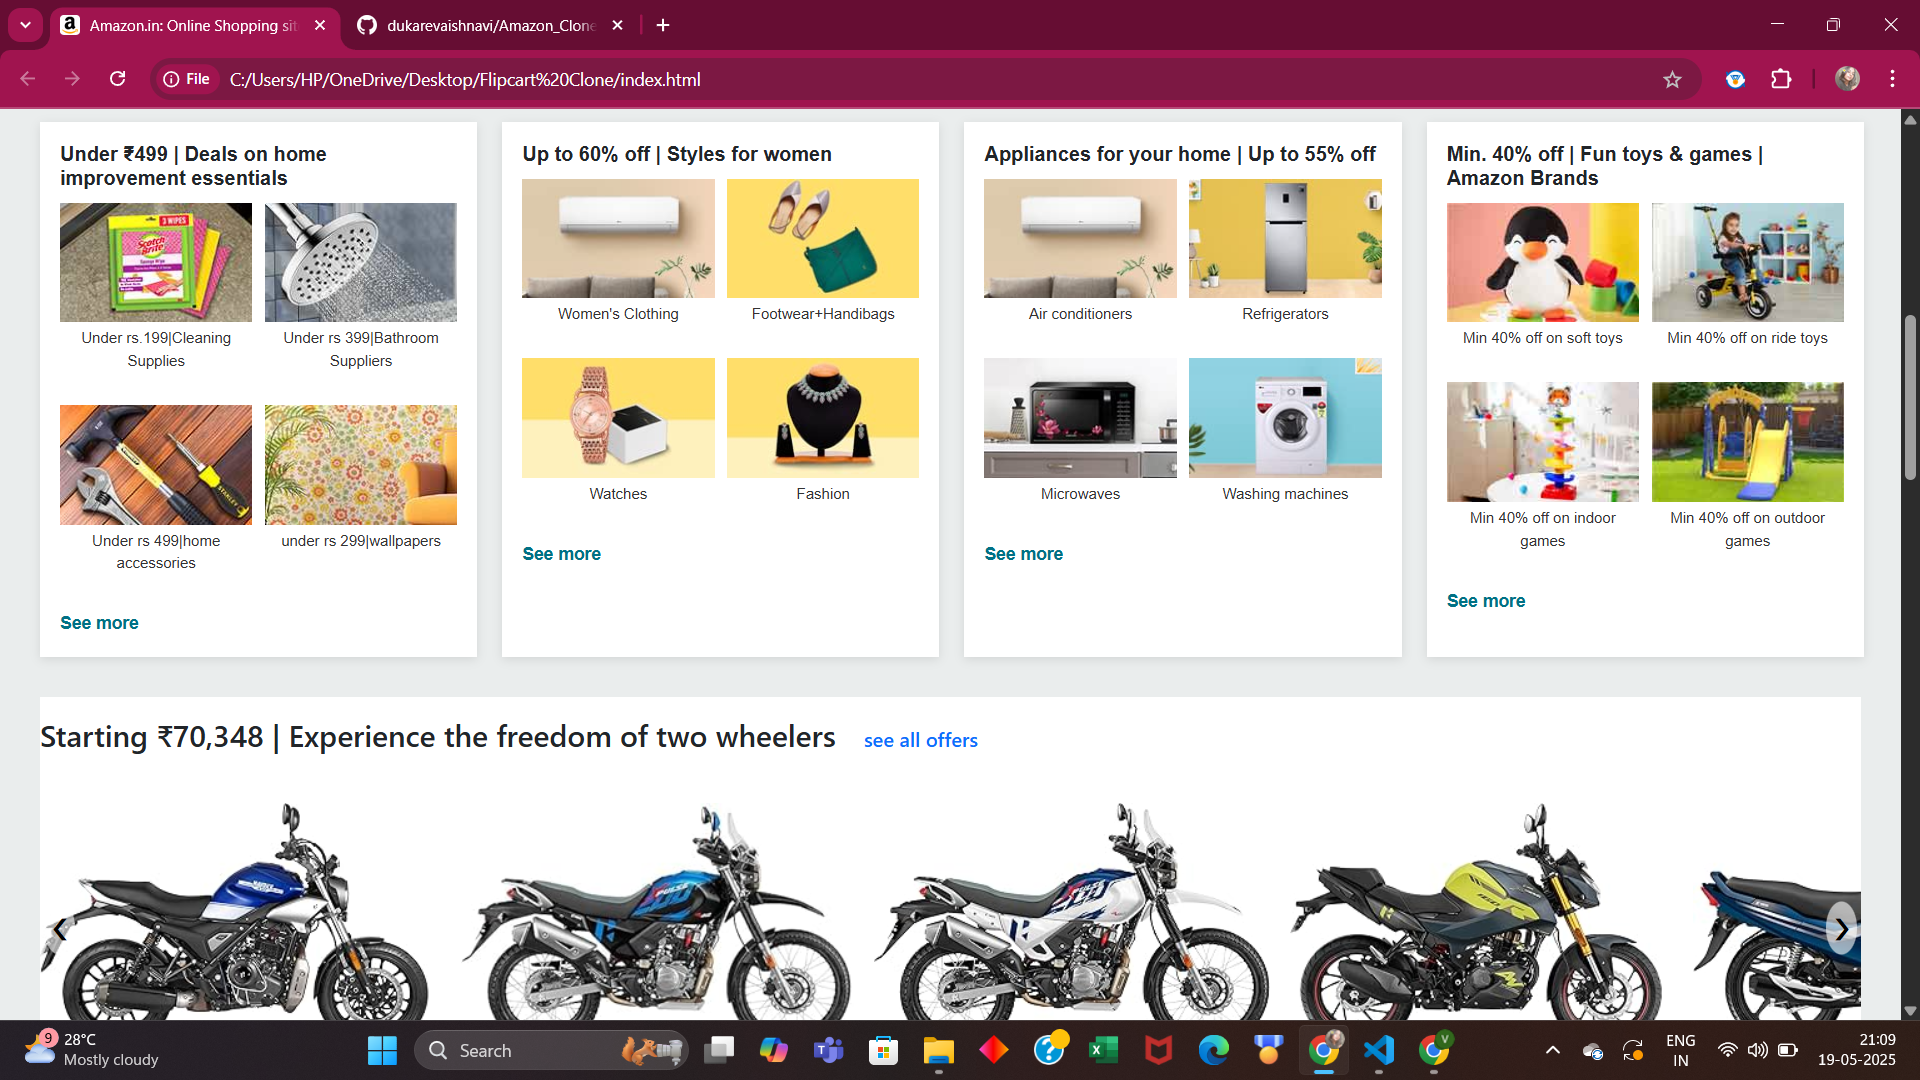 Amazon.in: Online Shopping sit
dukarevaishnavi/Amazon_Clone
File
C:/Users/HP/OneDrive/Desktop/Flipcart%20Clone/index.html
Under ₹499 | Deals on home
improvement essentials
3 WIPES
Scotch
Brite
Under rs.199|Cleaning
Supplies
Under rs 399|Bathroom
Suppliers
STANLEY
Under rs 499|home
accessories
under rs 299|wallpapers
See more
Up to 60% off | Styles for women
Women's Clothing
Footwear+Handibags
Watches
Fashion
See more
Appliances for your home | Up to 55% off
Air conditioners
Refrigerators
Microwaves
Washing machines
See more
Min. 40% off | Fun toys & games |
Amazon Brands
Min 40% off on soft toys
Min 40% off on ride toys
Min 40% off on indoor
games
Min 40% off on outdoor
games
See more
Starting ₹70,348 | Experience the freedom of two wheelers
see all offers
9
28°C
Mostly cloudy
Search
V
ENG
IN
21:09
19-05-2025